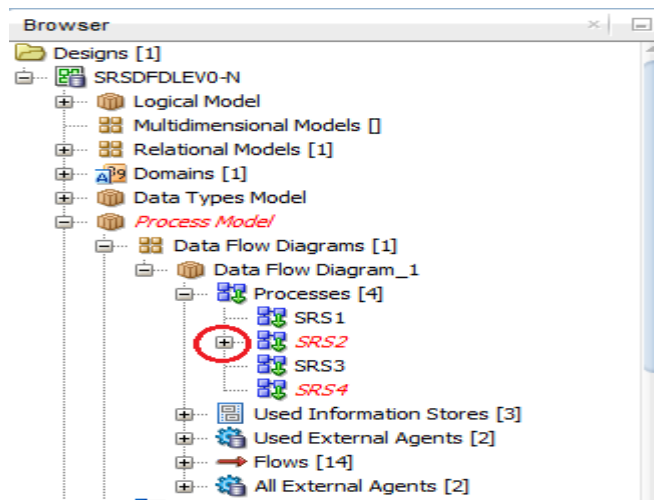 Browser
Designs [1]
SRSDFDLEV0-N
Logical Model
Multidimensional Models []
Relational Models [1]
Domains [1]
Data Types Model
Process Model
Data Flow Diagrams [1]
Data Flow Diagram_1
Processes [4]
SRS1
SRS2
SRS3
SRS4
Used Information Stores [3]
Used External Agents [2]
Flows [14]
All External Agents [2]